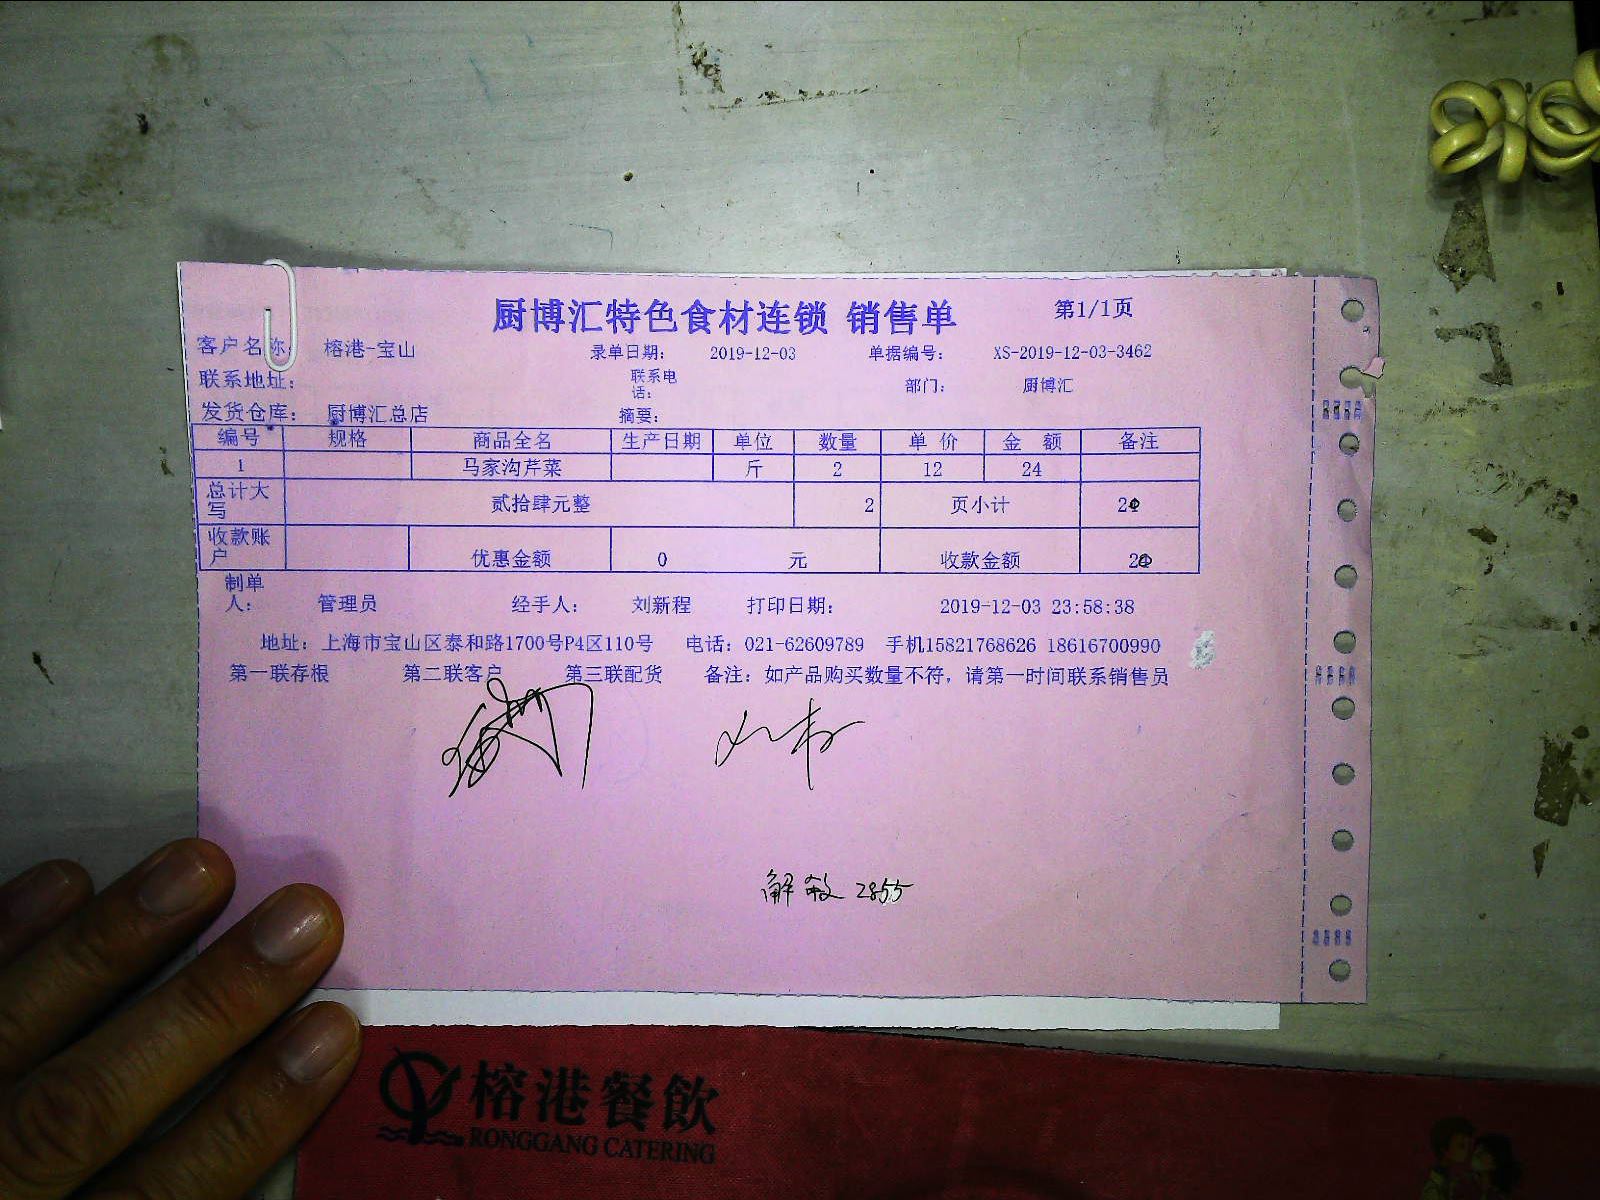 厨博汇特色食材连锁 销售单 第1/1页
客户名称: 榕港-宝山 录单日期: 2019-12-03 单据编号: XS-2019-12-03-3462
联系地址: 联系电话: 部门: 厨博汇
发货仓库: 厨博汇总店 摘要:
编号 规格 商品全名 生产日期 单位 数量 单价 金额 备注
1 马家沟芹菜 斤 2 12 24
总计大写 贰拾肆元整 2 页小计
收款账户 优惠金额 0 元 收款金额
制单人: 管理员 经手人: 刘新程 打印日期: 2019-12-03 23:58:38
地址: 上海市宝山区泰和路1700号P4区110号 电话: 021-62609789 手机15821768626 18616700990
第一联存根 第二联客户 第三联配货 备注: 如产品购买数量不符, 请第一时间联系销售员
榕港餐飲
RONGGANG CATERING